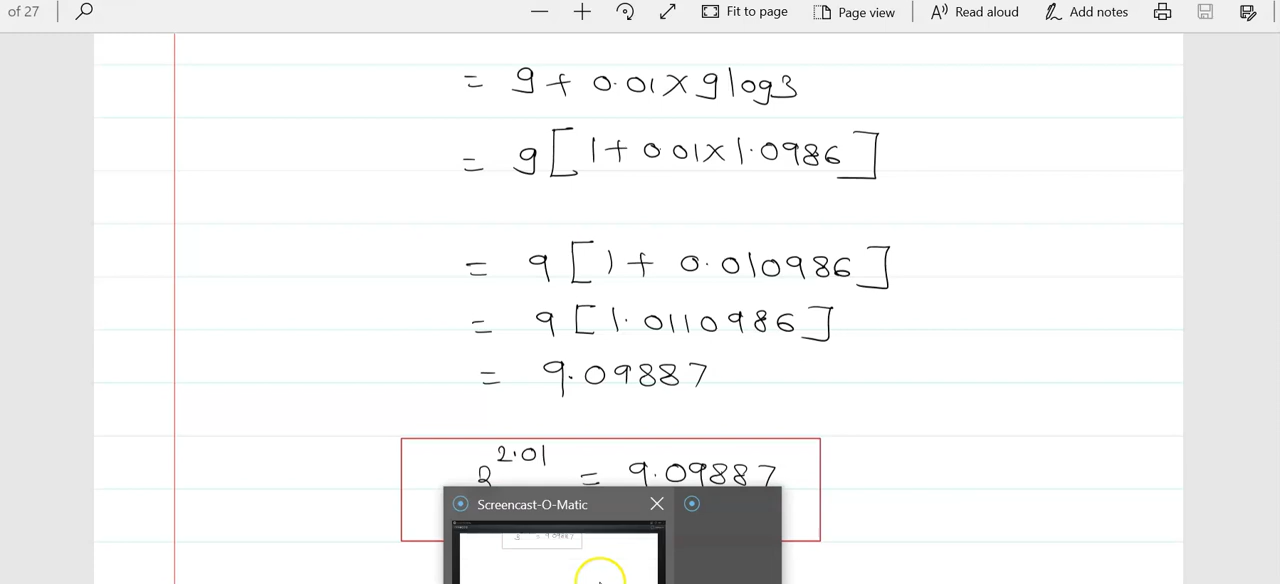 of 27 Fit to page Page view Read aloud Add notes
= 9 + 0.01 × 9 log3
= 9 [ 1 + 0.01 × 1.0986 ]
= 9 [ 1 + 0.010986 ]
= 9 [ 1.0110986 ]
= 9.09887
3^2.01 = 9.09887
Screencast-O-Matic
= 9.09887